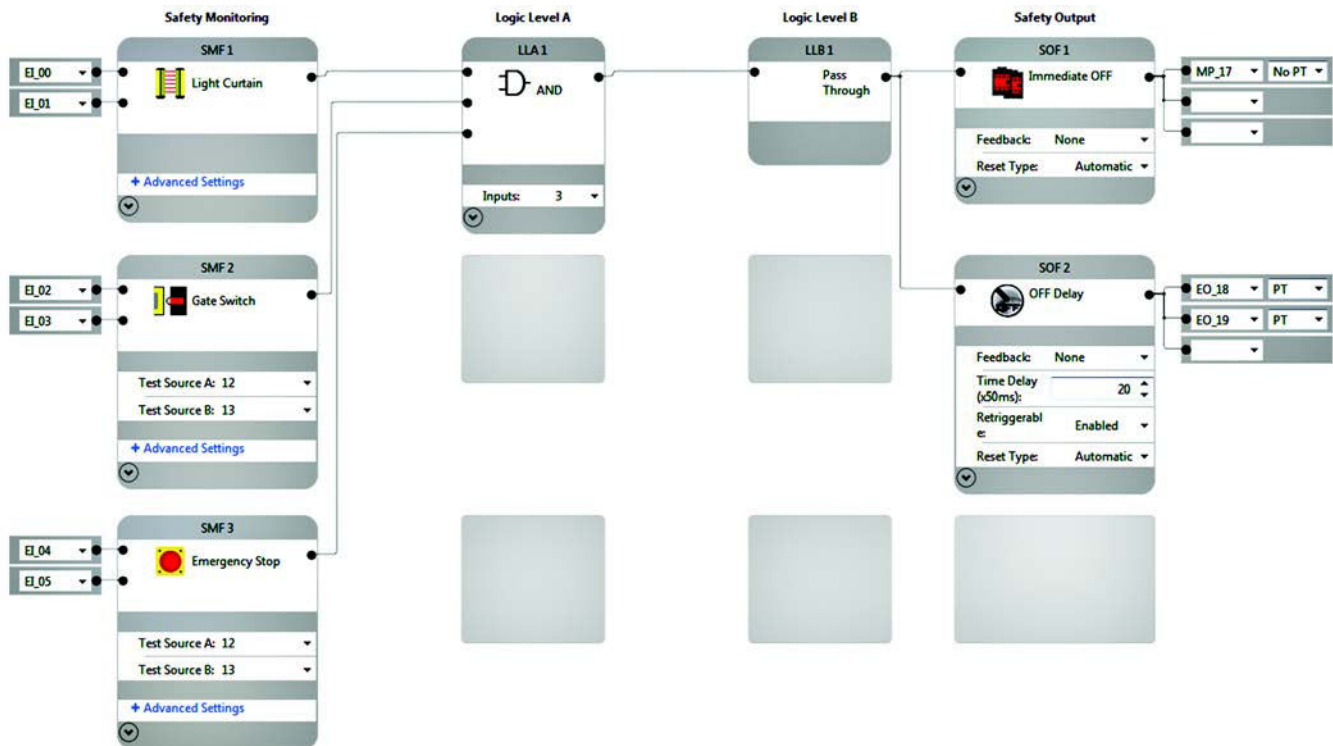 Safety Monitoring
Logic Level A
Logic Level B
Safety Output
SMF 1
EI_00
EI_01
Light Curtain
+ Advanced Settings
SMF 2
EI_02
EI_03
Gate Switch
Test Source A: 12
Test Source B: 13
+ Advanced Settings
SMF 3
EI_04
EI_05
Emergency Stop
Test Source A: 12
Test Source B: 13
+ Advanced Settings
LLA 1
AND
Inputs: 3
LLB 1
Pass
Through
SOF 1
Immediate OFF
Feedback: None
Reset Type: Automatic
MP_17 No PT
SOF 2
OFF Delay
Feedback: None
Time Delay
(x50ms): 20
Retriggerabl
e: Enabled
Reset Type: Automatic
EO_18 PT
EO_19 PT